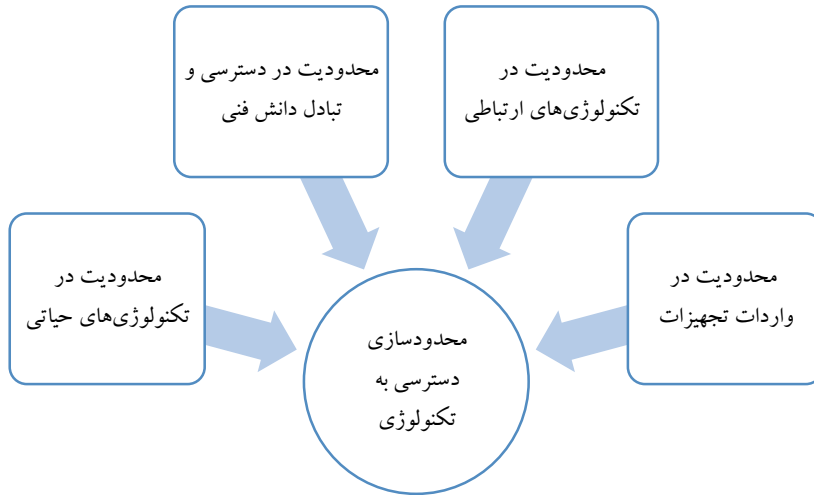 محدودیت در
تکنولوژی‌های ارتباطی
محدودیت در دسترسی و
تبادل دانش فنی
محدودیت در
واردات تجهیزات
محدودیت در
تکنولوژی‌های حیاتی
محدودسازی
دسترسی به
تکنولوژی